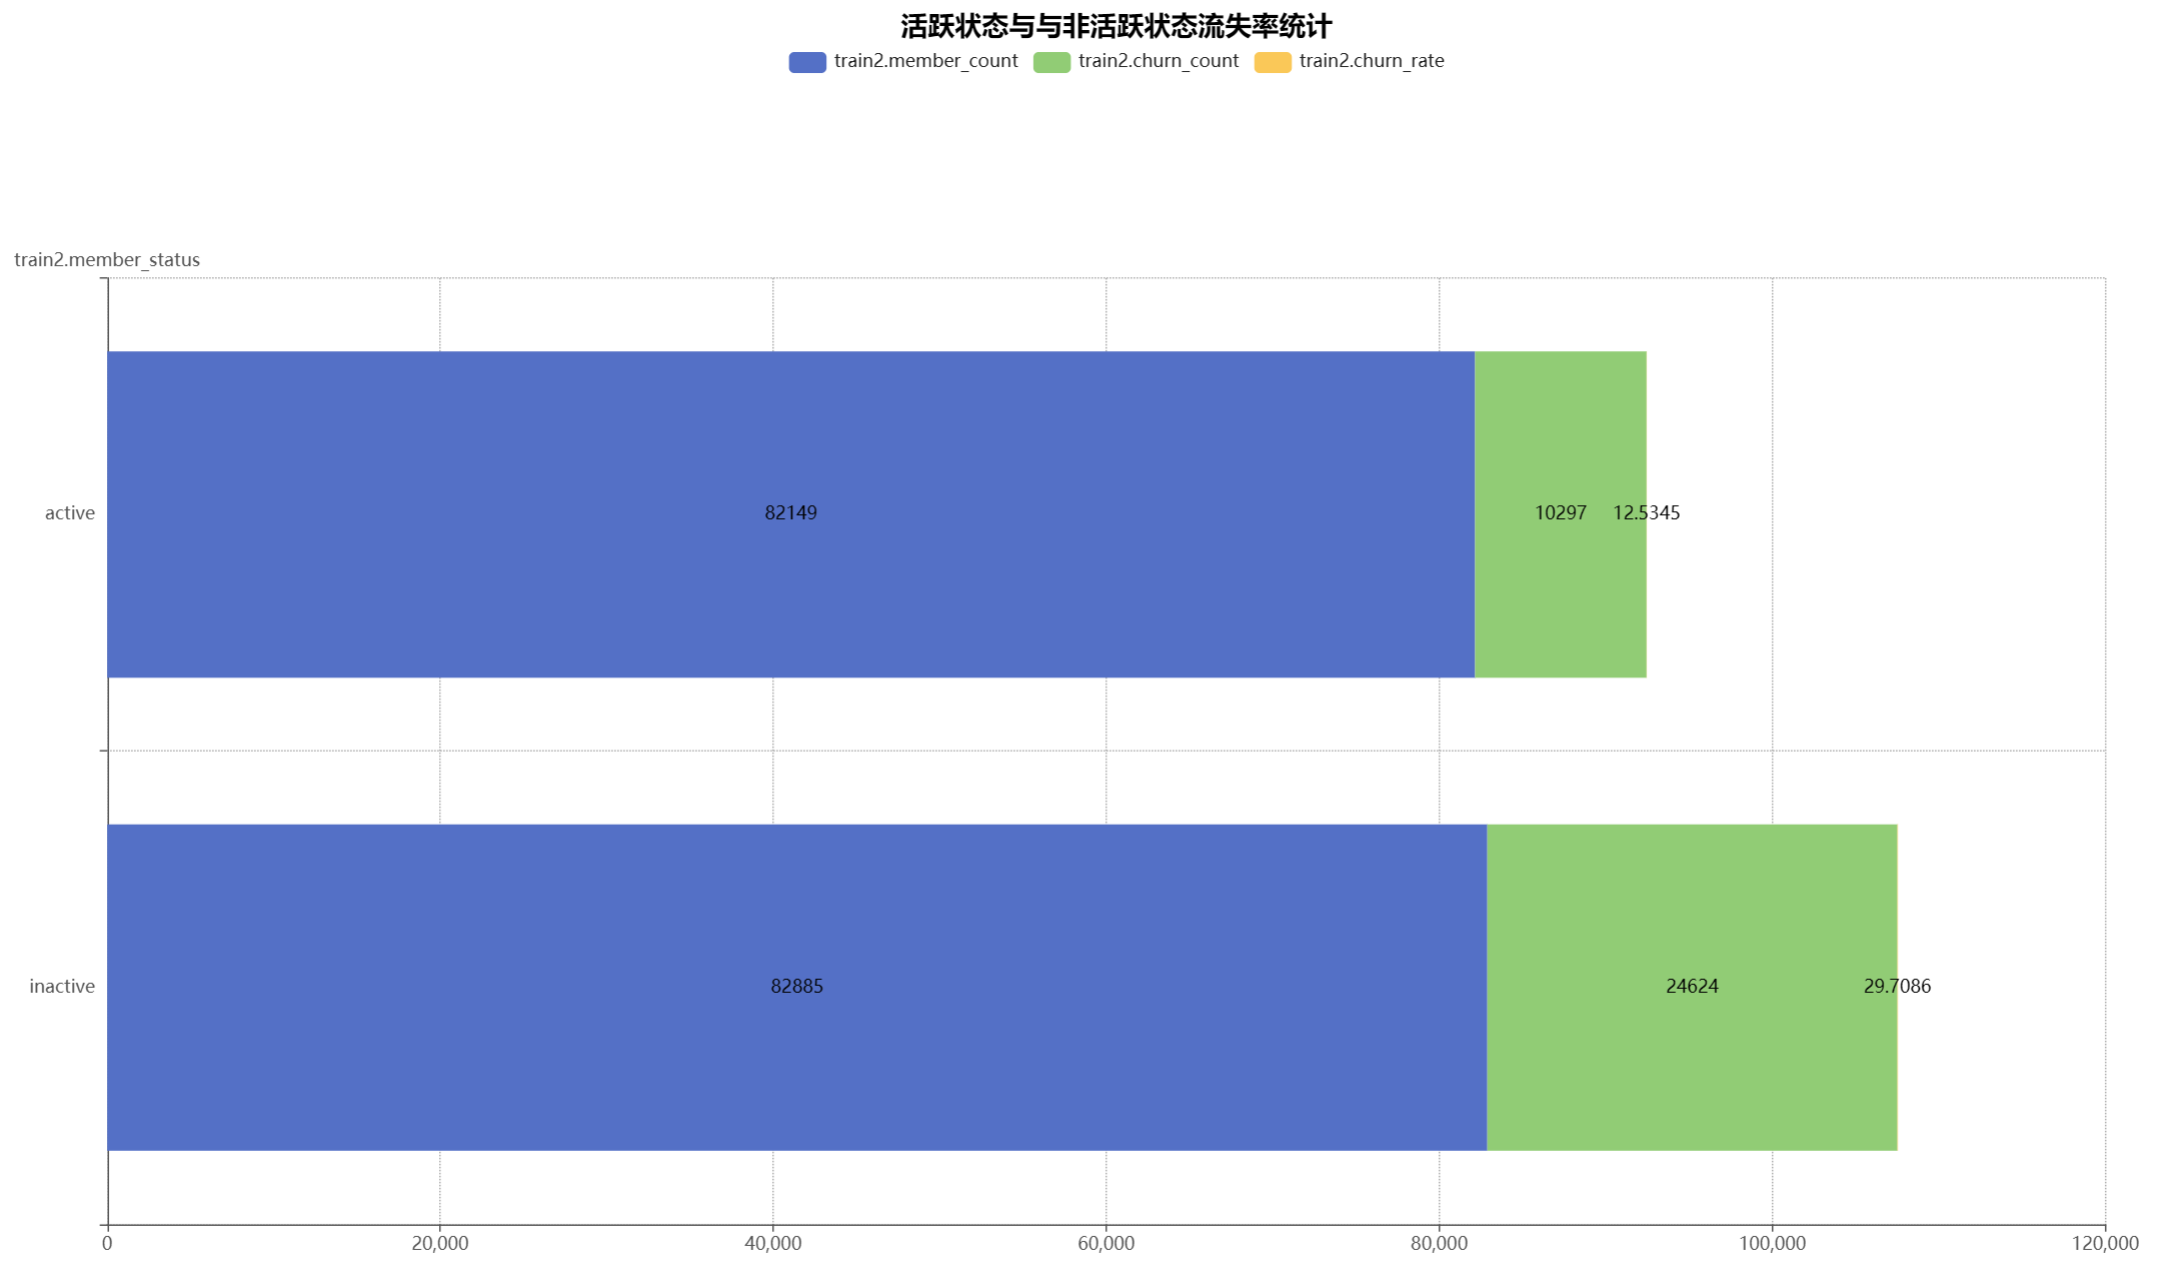 活跃状态与与非活跃状态流失率统计
train2.member_count train2.churn_count train2.churn_rate
train2.member_status
active 82149 10297 12.5345
inactive 82885 24624 29.7086
0 20,000 40,000 60,000 80,000 100,000 120,000